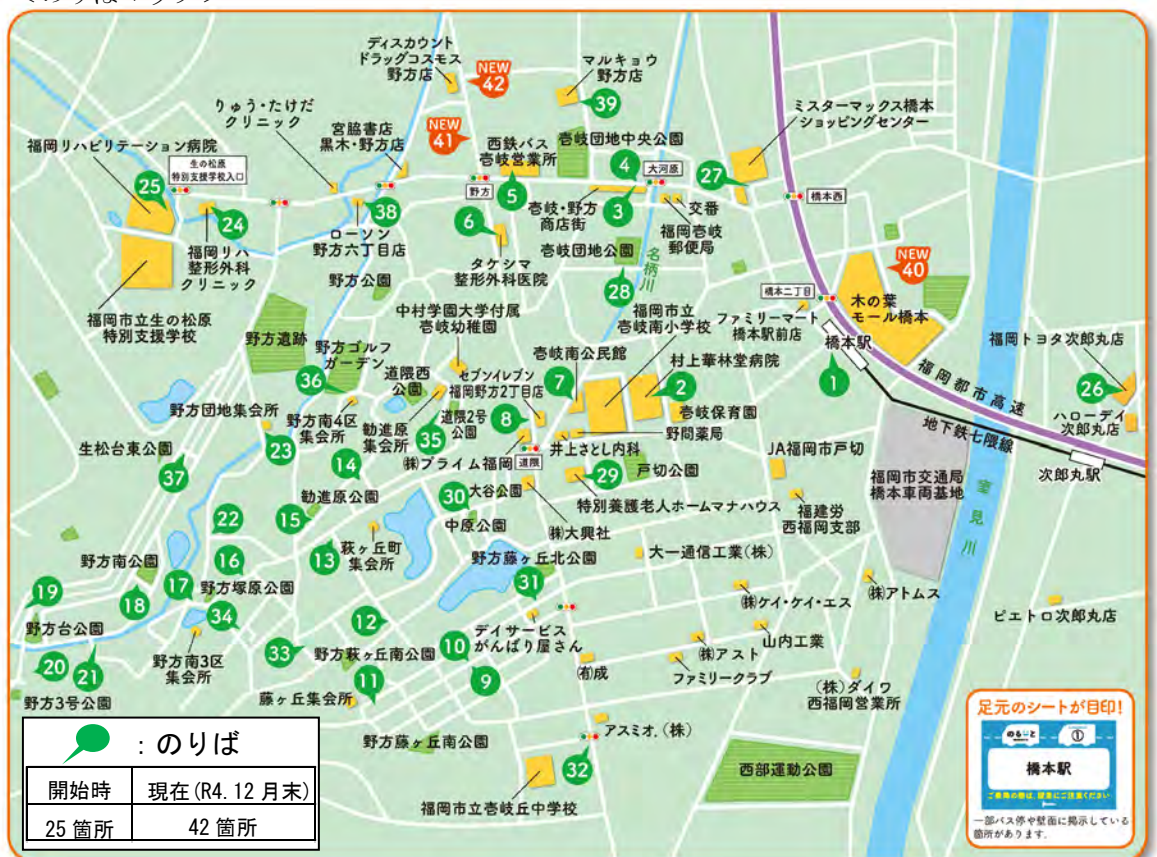 ディスカウント
ドラッグコスモス
野方店
NEW
42
マルキョウ
野方店
39
りゅう・たけだ
クリニック
宮脇書店
黒木・野方店
NEW
41
西鉄バス
壱岐営業所
壱岐団地中央公園
ミスターマックス橋本
ショッピングセンター
福岡リハビリテーション病院
生の松原
特別支援学校入口
25
野方
5
4
大河原
27
橋本西
24
38
6
壱岐・野方
商店街
3
交番
福岡壱岐
郵便局
福岡リハ
整形外科
クリニック
ローソン
野方六丁目店
タケシマ
整形外科医院
壱岐団地公園
28
名柄川
NEW
40
野方公園
福岡市立生の松原
特別支援学校
中村学園大学付属
壱岐幼稚園
福岡市立
壱岐南小学校
橋本二丁目
ファミリーマート
橋本駅前店
木の葉
モール橋本
橋本駅
1
福岡トヨタ次郎丸店
26
ハローデイ
次郎丸店
福岡都市高速
地下鉄七隈線
次郎丸駅
野方遺跡
野方ゴルフ
ガーデン
36
道隈西
公園
セブンイレブン
福岡野方2丁目店
壱岐南公民館
7
村上華林堂病院
2
8
壱岐保育園
野方団地集会所
野方南4区
集会所
勧進原
集会所
35
道隈2号
公園
野間薬局
井上さとし内科
生松台東公園
23
14
㈱プライム福岡
道隈
29
戸切公園
JA福岡市戸切
福岡市交通局
橋本車両基地
37
勧進原公園
30
大谷公園
特別養護老人ホームマナハウス
福建労
西福岡支部
室見川
22
15
中原公園
㈱大興社
野方南公園
16
13
萩ヶ丘町
集会所
野方藤ヶ丘北公園
大一通信工業(株)
19
18
17
野方塚原公園
31
㈱ケイ・ケイ・エス
㈱アトムス
野方台公園
34
12
デイサービス
がんばり屋さん
山内工業
ピエトロ次郎丸店
20
21
野方南3区
集会所
33
野方萩ヶ丘南公園
10
9
㈲成
㈱アスト
ファミリークラブ
野方3号公園
藤ヶ丘集会所
11
(株)ダイワ
西福岡営業所
野方藤ヶ丘南公園
アスミオ.(株)
32
福岡市立壱岐丘中学校
西部運動公園
：のりば
開始時 現在(R4.12月末)
25箇所 42箇所
足元のシートが目印!
のるーと
①
橋本駅
一部バス停や壁面に掲示している
箇所があります.